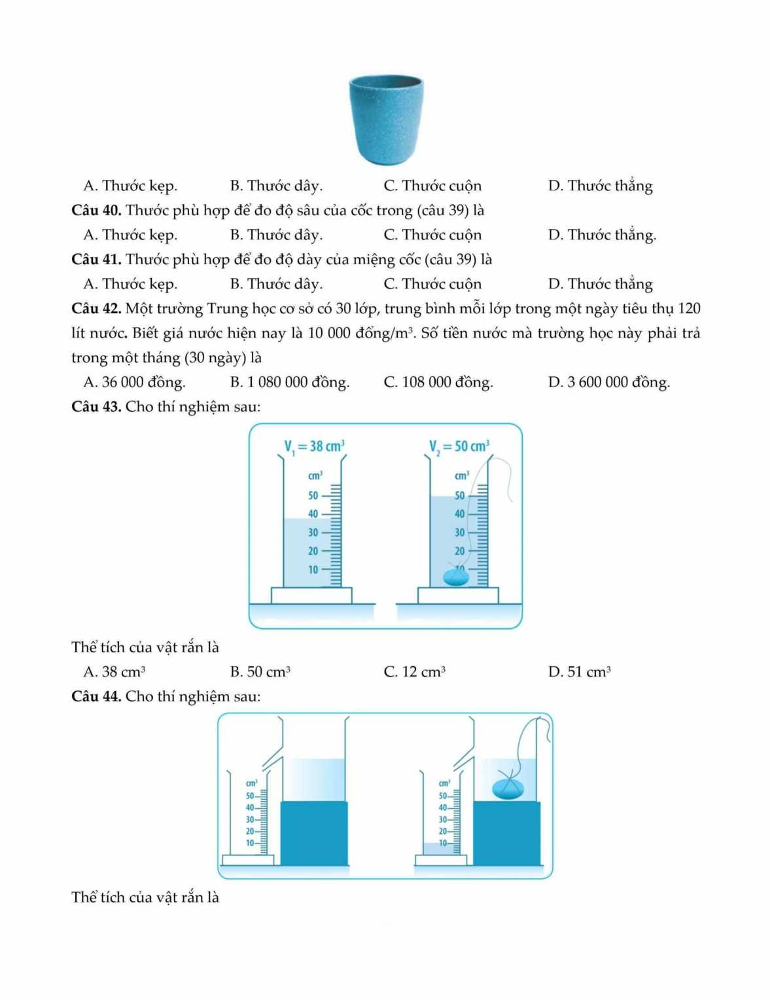 A. Thước kẹp. B. Thước dây. C. Thước cuộn D. Thước thẳng
Câu 40. Thước phù hợp để đo độ sâu của cốc trong (câu 39) là
A. Thước kẹp. B. Thước dây. C. Thước cuộn D. Thước thẳng.
Câu 41. Thước phù hợp để đo độ dày của miệng cốc (câu 39) là
A. Thước kẹp. B. Thước dây. C. Thước cuộn D. Thước thẳng
Câu 42. Một trường Trung học cơ sở có 30 lớp, trung bình mỗi lớp trong một ngày tiêu thụ 120
lít nước. Biết giá nước hiện nay là 10 000 đổng/m³. Số tiền nước mà trường học này phải trả
trong một tháng (30 ngày) là
A. 36 000 đồng. B. 1 080 000 đồng. C. 108 000 đồng. D. 3 600 000 đồng.
Câu 43. Cho thí nghiệm sau:
V₁ = 38 cm³ V₂ = 50 cm³
cm³ cm³
50 50
40 40
30 30
20 20
10 10
Thể tích của vật rắn là
A. 38 cm³ B. 50 cm³ C. 12 cm³ D. 51 cm³
Câu 44. Cho thí nghiệm sau:
cm³ cm³
50 50
40 40
30 30
20 20
10 10
Thể tích của vật rắn là